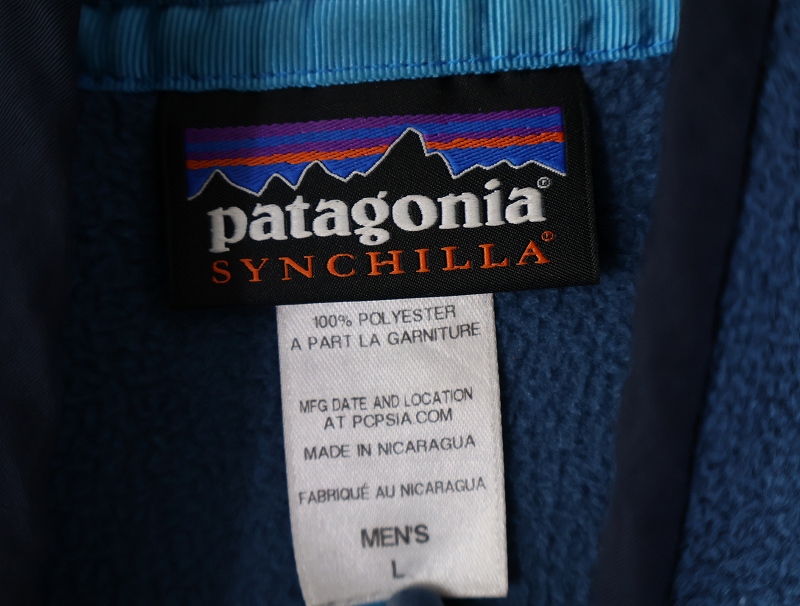 patagonia®
SYNCHILLA®
100% POLYESTER
A PART LA GARNITURE
MFG DATE AND LOCATION
AT PCPSIA.COM
MADE IN NICARAGUA
FABRIQUÉ AU NICARAGUA
MEN'S
L